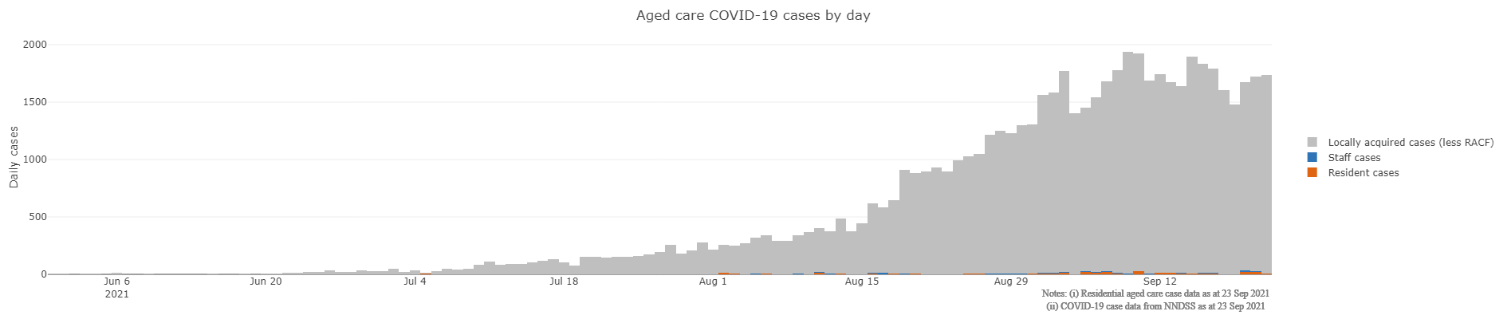 Aged care COVID-19 cases by day
2000
1500
1000
500
0
Daily cases
Jun 6
2021
Jun 20
Jul 4
Jul 18
Aug 1
Aug 15
Aug 29
Sep 12
Locally acquired cases (less RACF)
Staff cases
Resident cases
Notes: (i) Residential aged care case data as at 23 Sep 2021
(ii) COVID-19 case data from NNDSS as at 23 Sep 2021